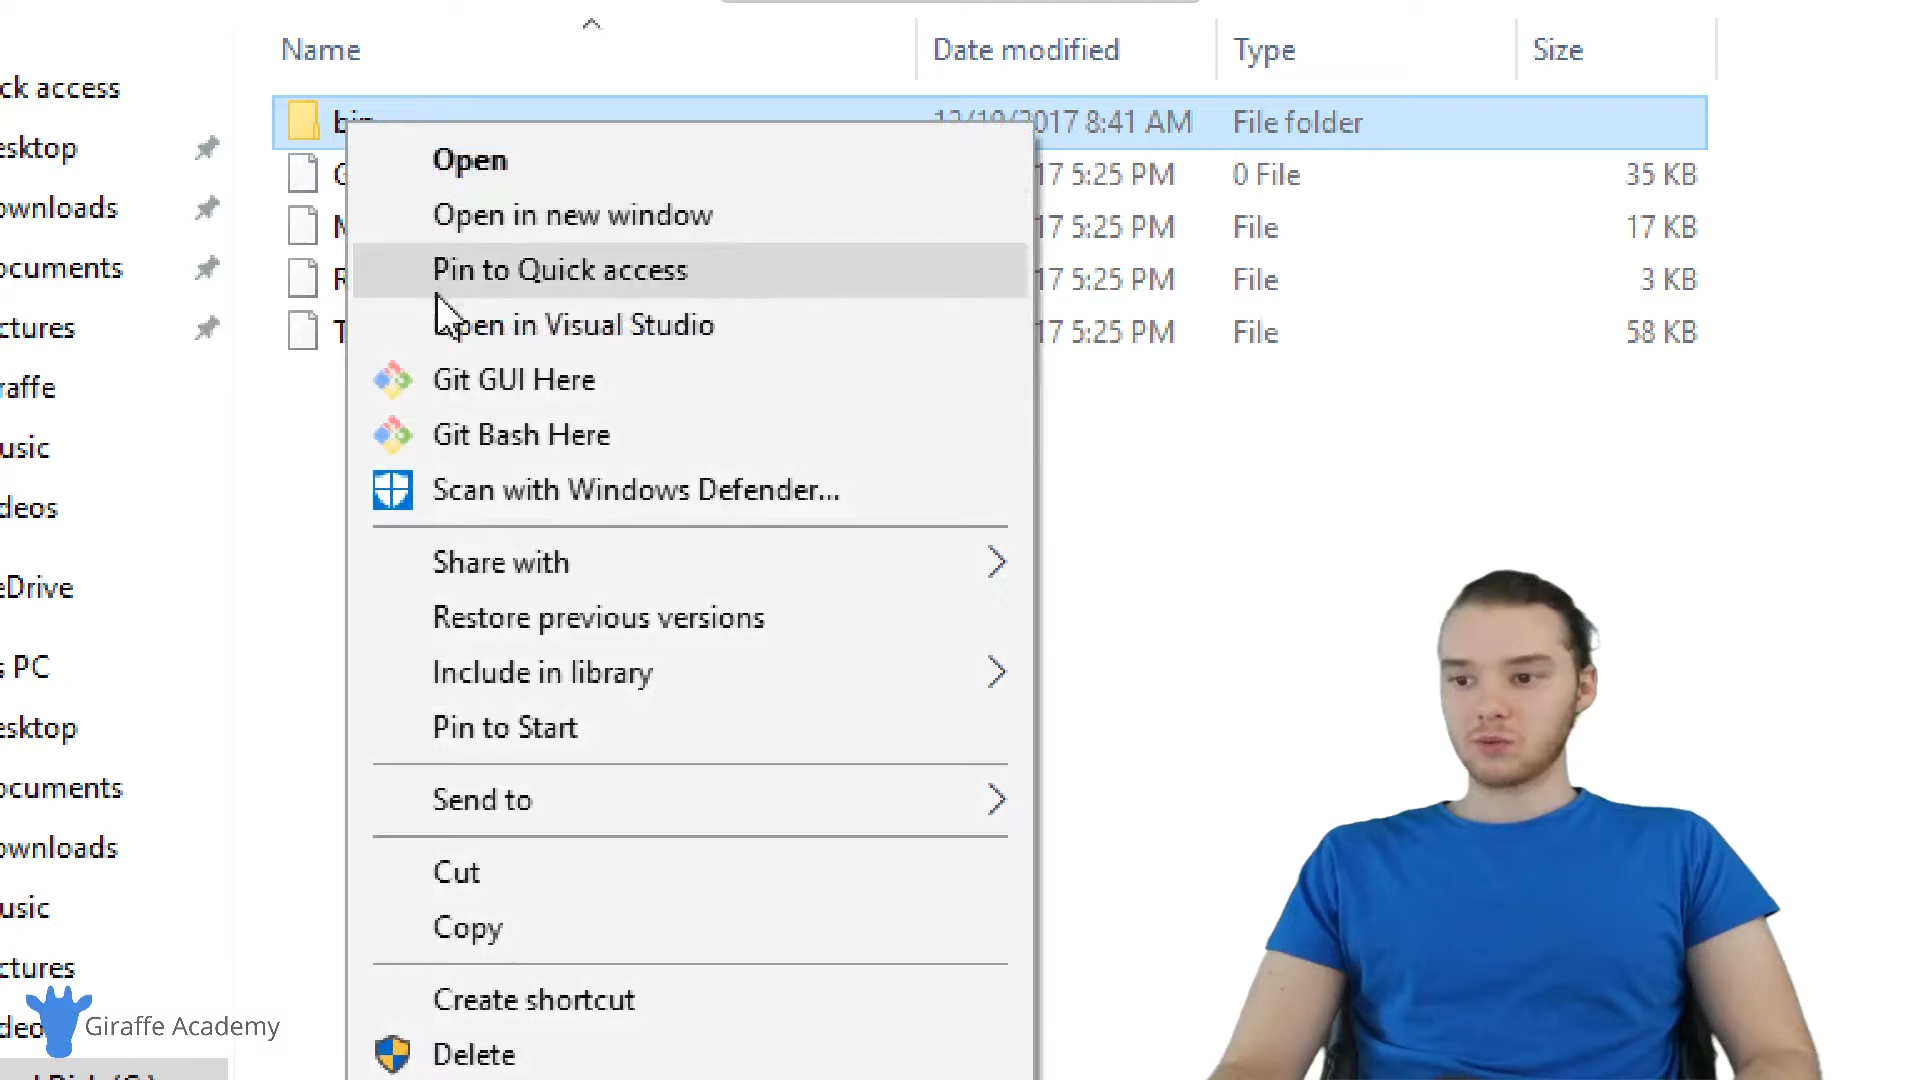 Name Date modified Type Size
ck access
esktop
ownloads
ocuments
ctures
raffe
usic
deos
eDrive
s PC
esktop
ocuments
ownloads
usic
ctures
deo
2017 8:41 AM File folder
17 5:25 PM 0 File 35 KB
17 5:25 PM File 17 KB
17 5:25 PM File 3 KB
17 5:25 PM File 58 KB
Open
Open in new window
Pin to Quick access
Open in Visual Studio
Git GUI Here
Git Bash Here
Scan with Windows Defender...
Share with
Restore previous versions
Include in library
Pin to Start
Send to
Cut
Copy
Create shortcut
Delete
Giraffe Academy